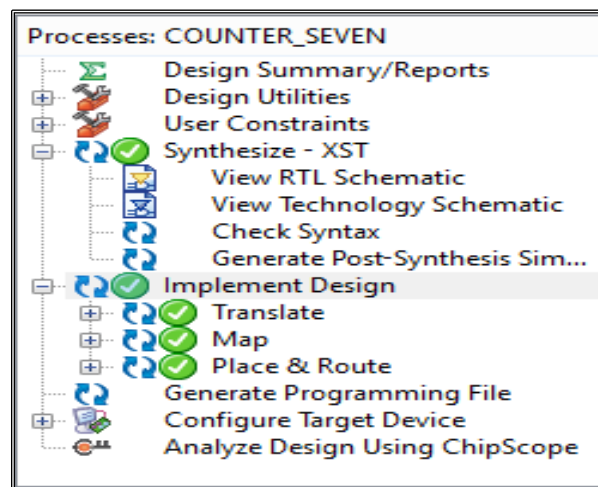 Processes: COUNTER_SEVEN
Design Summary/Reports
Design Utilities
User Constraints
Synthesize - XST
View RTL Schematic
View Technology Schematic
Check Syntax
Generate Post-Synthesis Sim...
Implement Design
Translate
Map
Place & Route
Generate Programming File
Configure Target Device
Analyze Design Using ChipScope